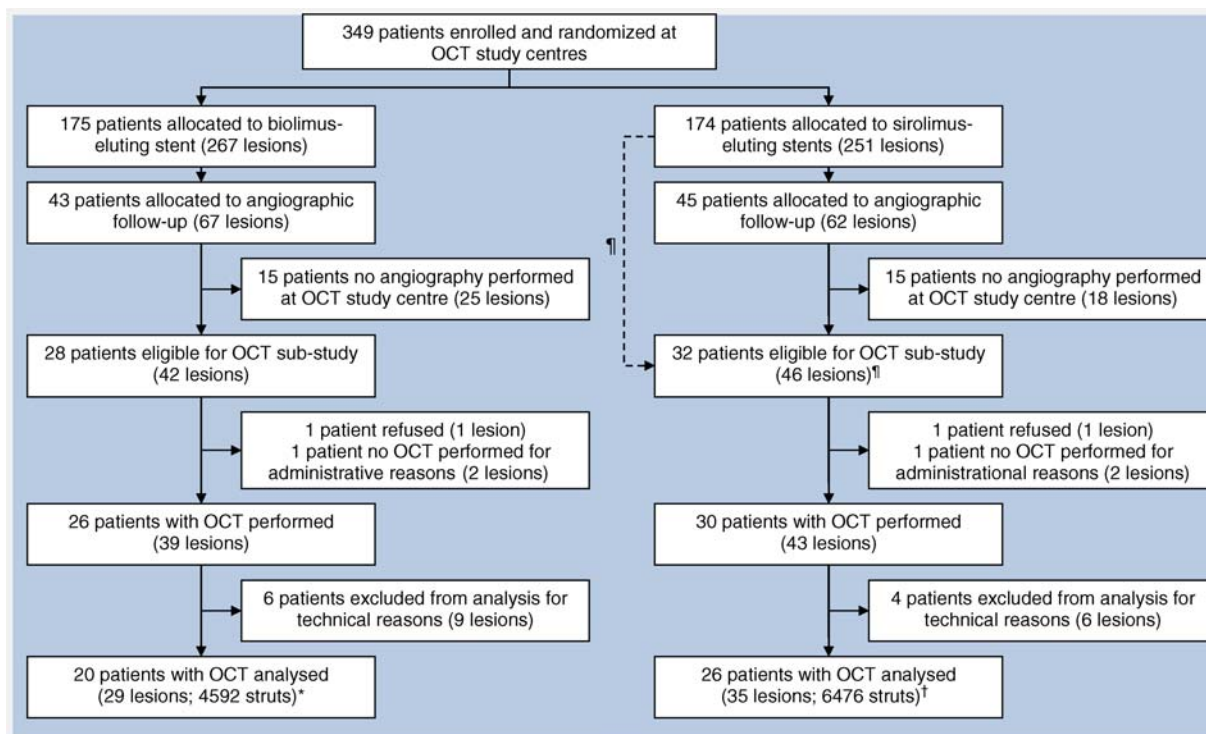 349 patients enrolled and randomized at
OCT study centres
175 patients allocated to biolimus-
eluting stent (267 lesions)
174 patients allocated to sirolimus-
eluting stents (251 lesions)
43 patients allocated to angiographic
follow-up (67 lesions)
45 patients allocated to angiographic
follow-up (62 lesions)
¶
15 patients no angiography performed
at OCT study centre (25 lesions)
15 patients no angiography performed
at OCT study centre (18 lesions)
28 patients eligible for OCT sub-study
(42 lesions)
32 patients eligible for OCT sub-study
(46 lesions)¶
1 patient refused (1 lesion)
1 patient no OCT performed for
administrative reasons (2 lesions)
1 patient refused (1 lesion)
1 patient no OCT performed for
administrational reasons (2 lesions)
26 patients with OCT performed
(39 lesions)
30 patients with OCT performed
(43 lesions)
6 patients excluded from analysis for
technical reasons (9 lesions)
4 patients excluded from analysis for
technical reasons (6 lesions)
20 patients with OCT analysed
(29 lesions; 4592 struts)*
26 patients with OCT analysed
(35 lesions; 6476 struts)†